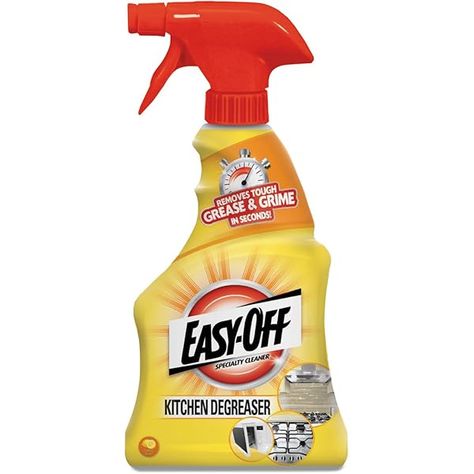 REMOVES TOUGH
GREASE & GRIME
IN SECONDS!
EASY-OFF
SPECIALTY CLEANER
KITCHEN DEGREASER